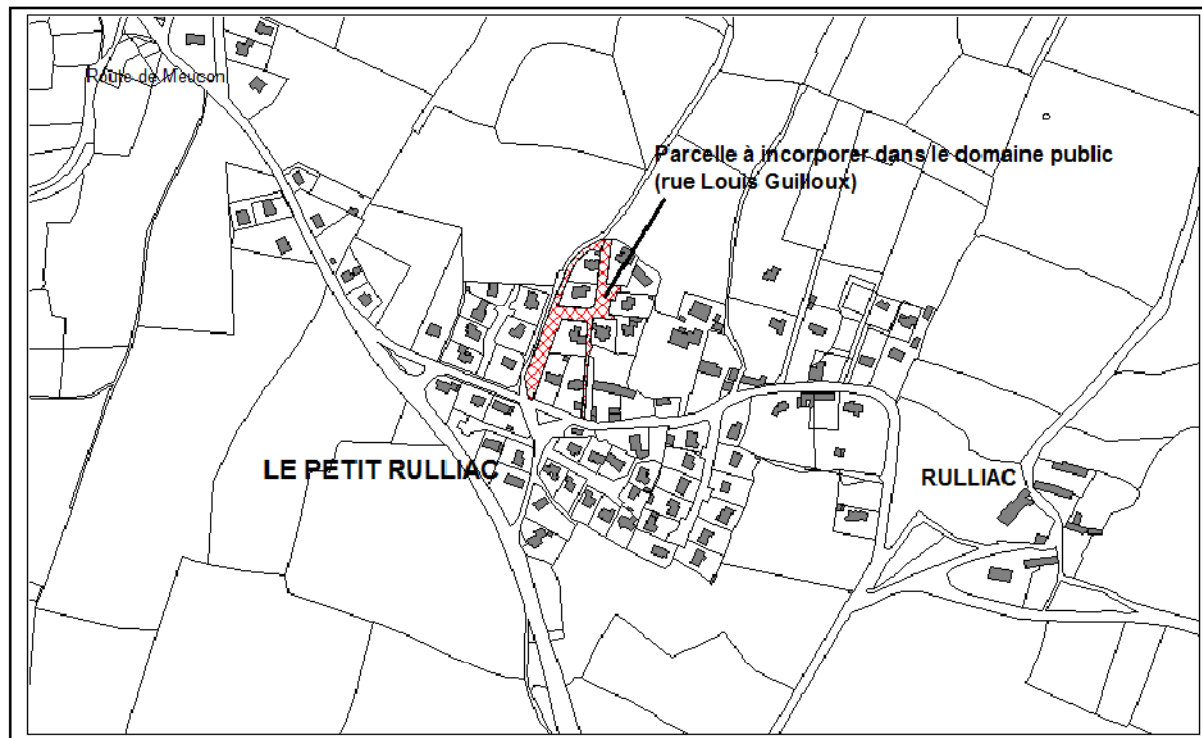 Route de Meucon
Parcelle à incorporer dans le domaine public
(rue Louis Guilloux)
LE PETIT RULLIAC
RULLIAC